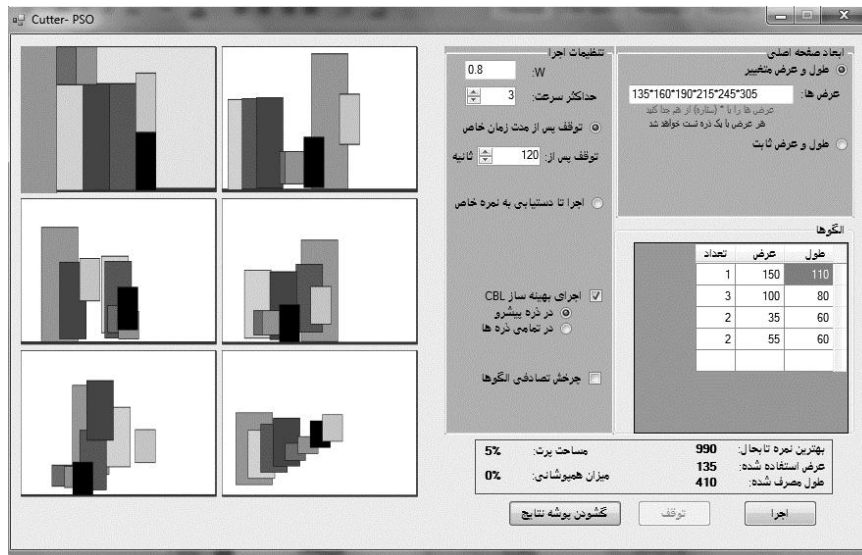 Cutter- PSO
ابعاد صفحه اصلی
طول و عرض متغییر
عرض ها: 135*160*190*215*245*305
عرض ها را با * (ستاره) از هم جدا کنید
هر عرض با یک ذره تست خواهد شد
طول و عرض ثابت
تنظیمات اجرا
W: 0.8
حداکثر سرعت: 3
توقف پس از مدت زمان خاص
توقف پس از: 120 ثانیه
اجرا تا دستیابی به نمره خاص
اجرای بهینه ساز CBL
در ذره پیشرو
در تمامی ذره ها
چرخش تصادفی الگوها
الگوها
طول عرض تعداد
110 150 1
80 100 3
60 35 2
60 55 2
بهترین نمره تابحال: 990
عرض استفاده شده: 135
طول مصرف شده: 410
مساحت پرت: 5%
میزان همپوشانی: 0%
اجرا
توقف
گشودن پوشه نتایج